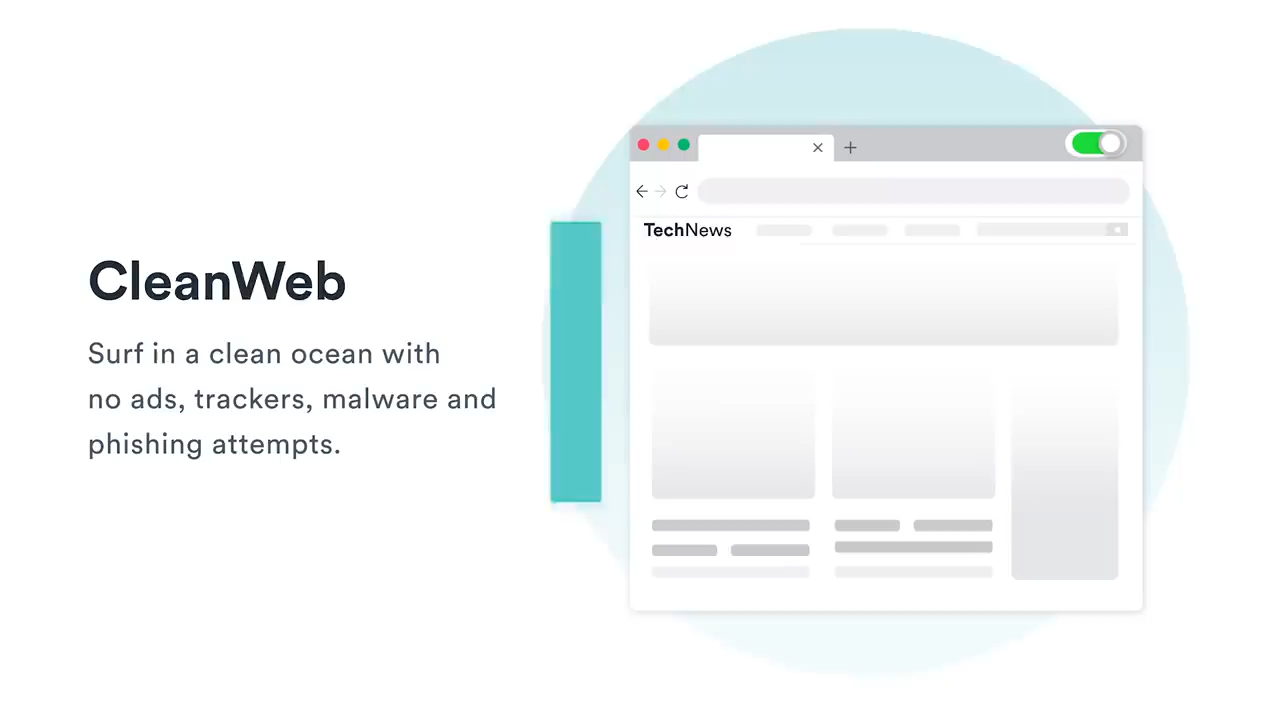 CleanWeb
Surf in a clean ocean with
no ads, trackers, malware and
phishing attempts.
TechNews